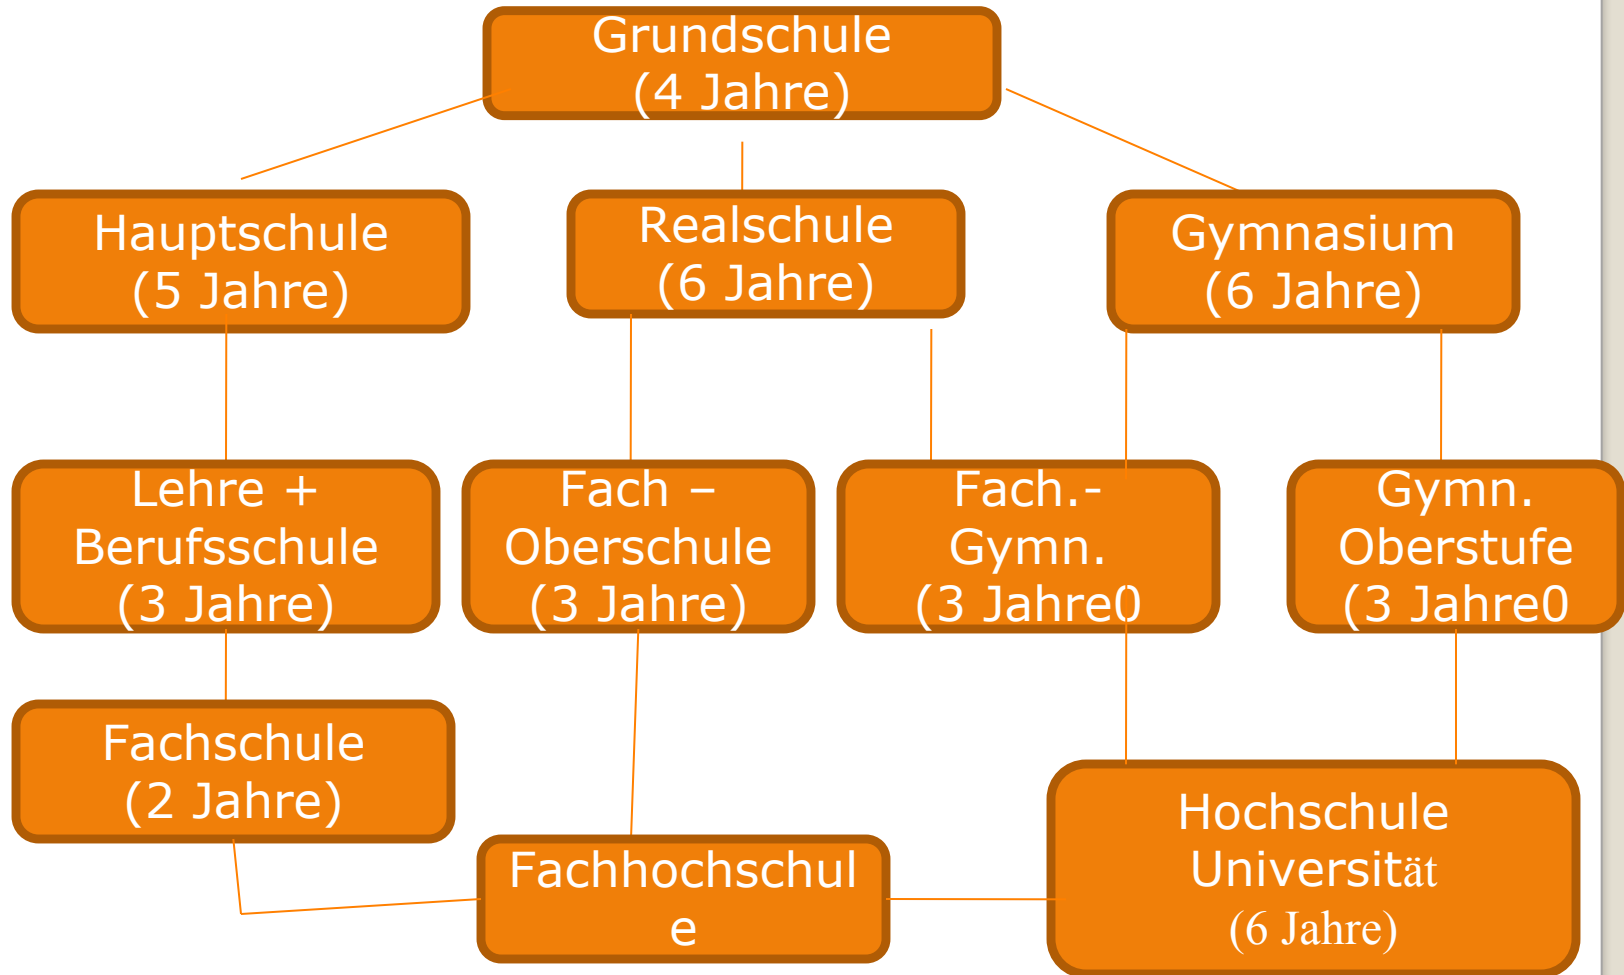 Grundschule
(4 Jahre)
Hauptschule
(5 Jahre)
Realschule
(6 Jahre)
Gymnasium
(6 Jahre)
Lehre +
Berufsschule
(3 Jahre)
Fach –
Oberschule
(3 Jahre)
Fach.-
Gymn.
(3 Jahre0
Gymn.
Oberstufe
(3 Jahre0
Fachschule
(2 Jahre)
Fachhochschul
e
Hochschule
Universität
(6 Jahre)